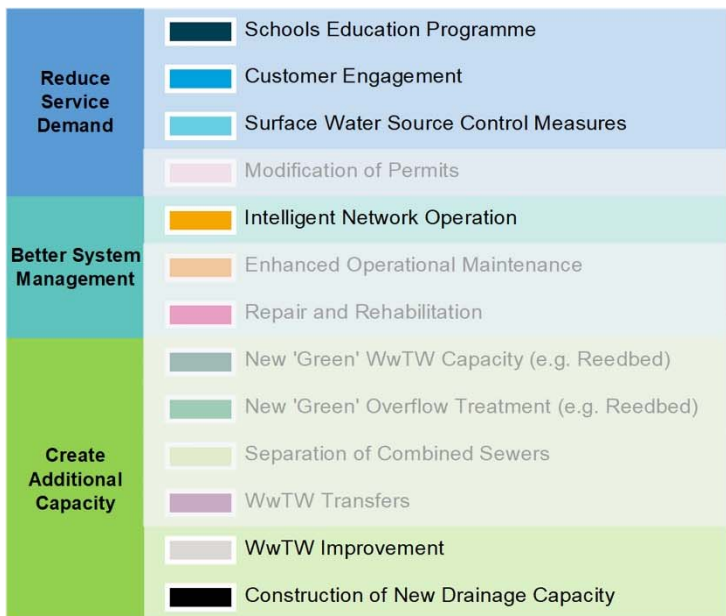 Reduce
Service
Demand
Schools Education Programme
Customer Engagement
Surface Water Source Control Measures
Modification of Permits
Better System
Management
Intelligent Network Operation
Enhanced Operational Maintenance
Repair and Rehabilitation
Create
Additional
Capacity
New 'Green' WwTW Capacity (e.g. Reedbed)
New 'Green' Overflow Treatment (e.g. Reedbed)
Separation of Combined Sewers
WwTW Transfers
WwTW Improvement
Construction of New Drainage Capacity